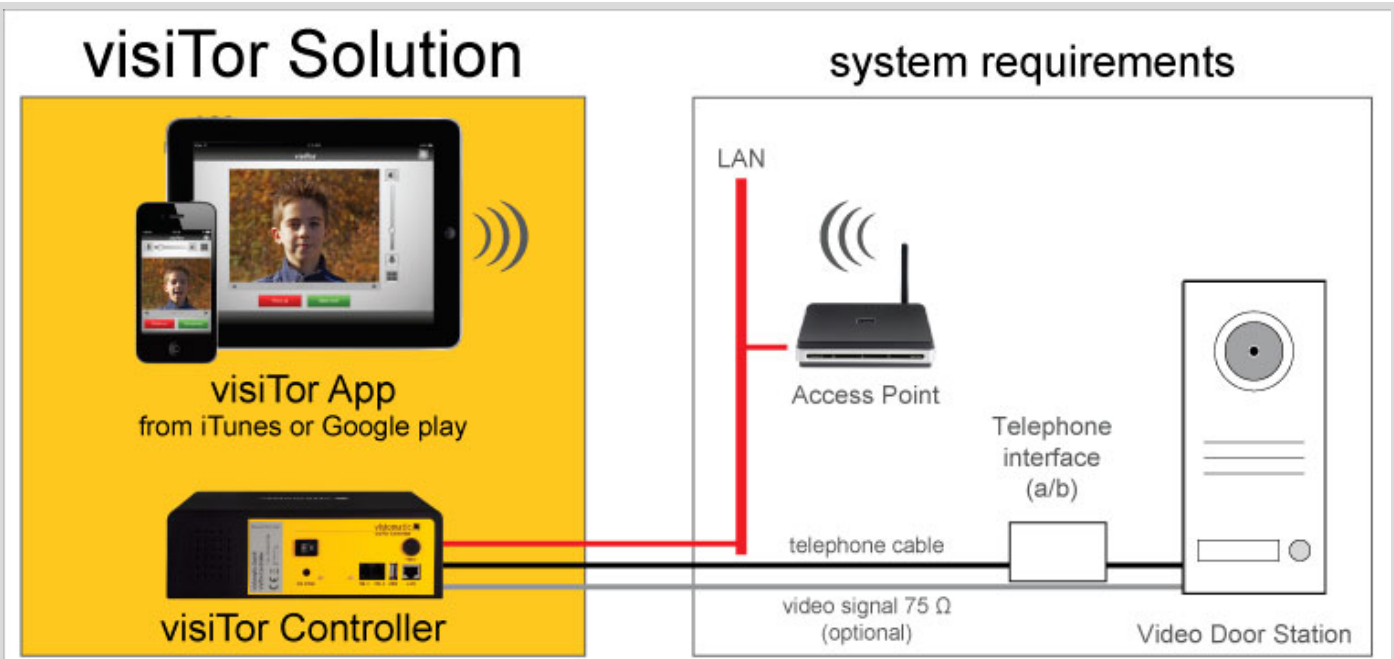 visiTor Solution
system requirements
visiTor
LAN
Access Point
visiTor App
from iTunes or Google play
Telephone
interface
(a/b)
telephone cable
video signal 75 Ω
(optional)
visiTor Controller
Video Door Station